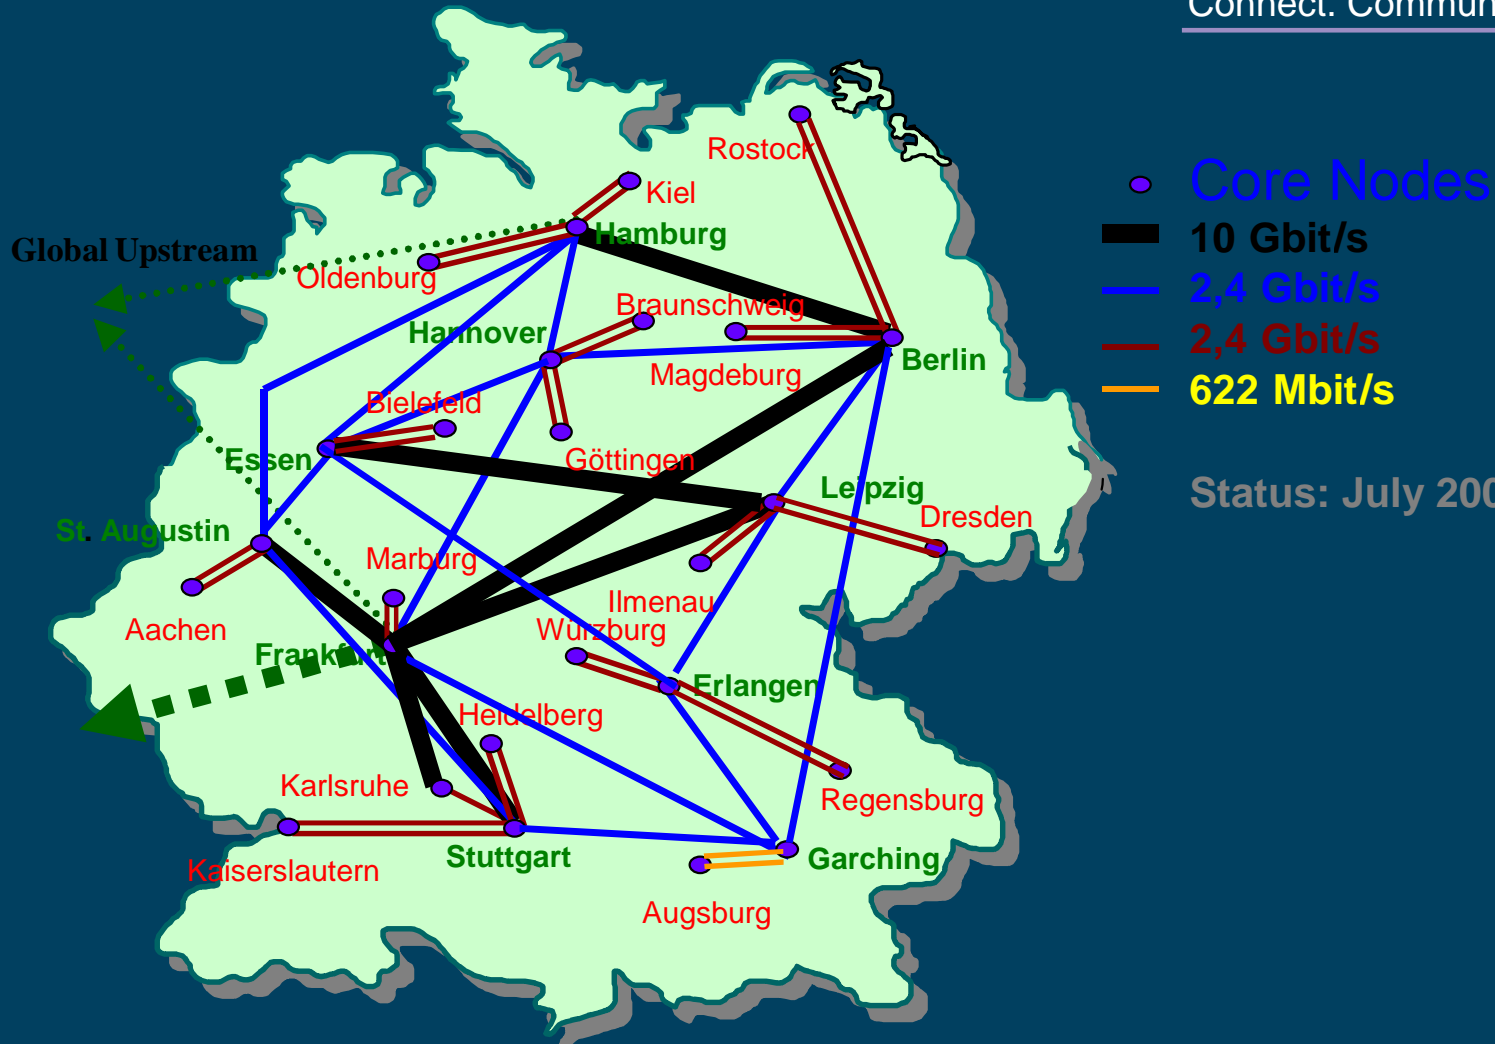 Connect.
Rostock
Kiel
Core Nodes
Hamburg
10 Gbit/s
Global Upstream
Oldenburg
2,4 Gbit/s
Braunschweig
Hannover
2,4 Gbit/s
Berlin
Magdeburg
622 Mbit/s
Bielefeld
Essen
Göttingen
Leipzig
Status: July
Dresden
St. Augustin
Marburg
Ilmenau
Aachen
Würzburg
Frankfurt
Erlangen
Heidelberg
Karlsruhe
Regensburg
Stuttgart
Garching
Kaiserslautern
Augsburg